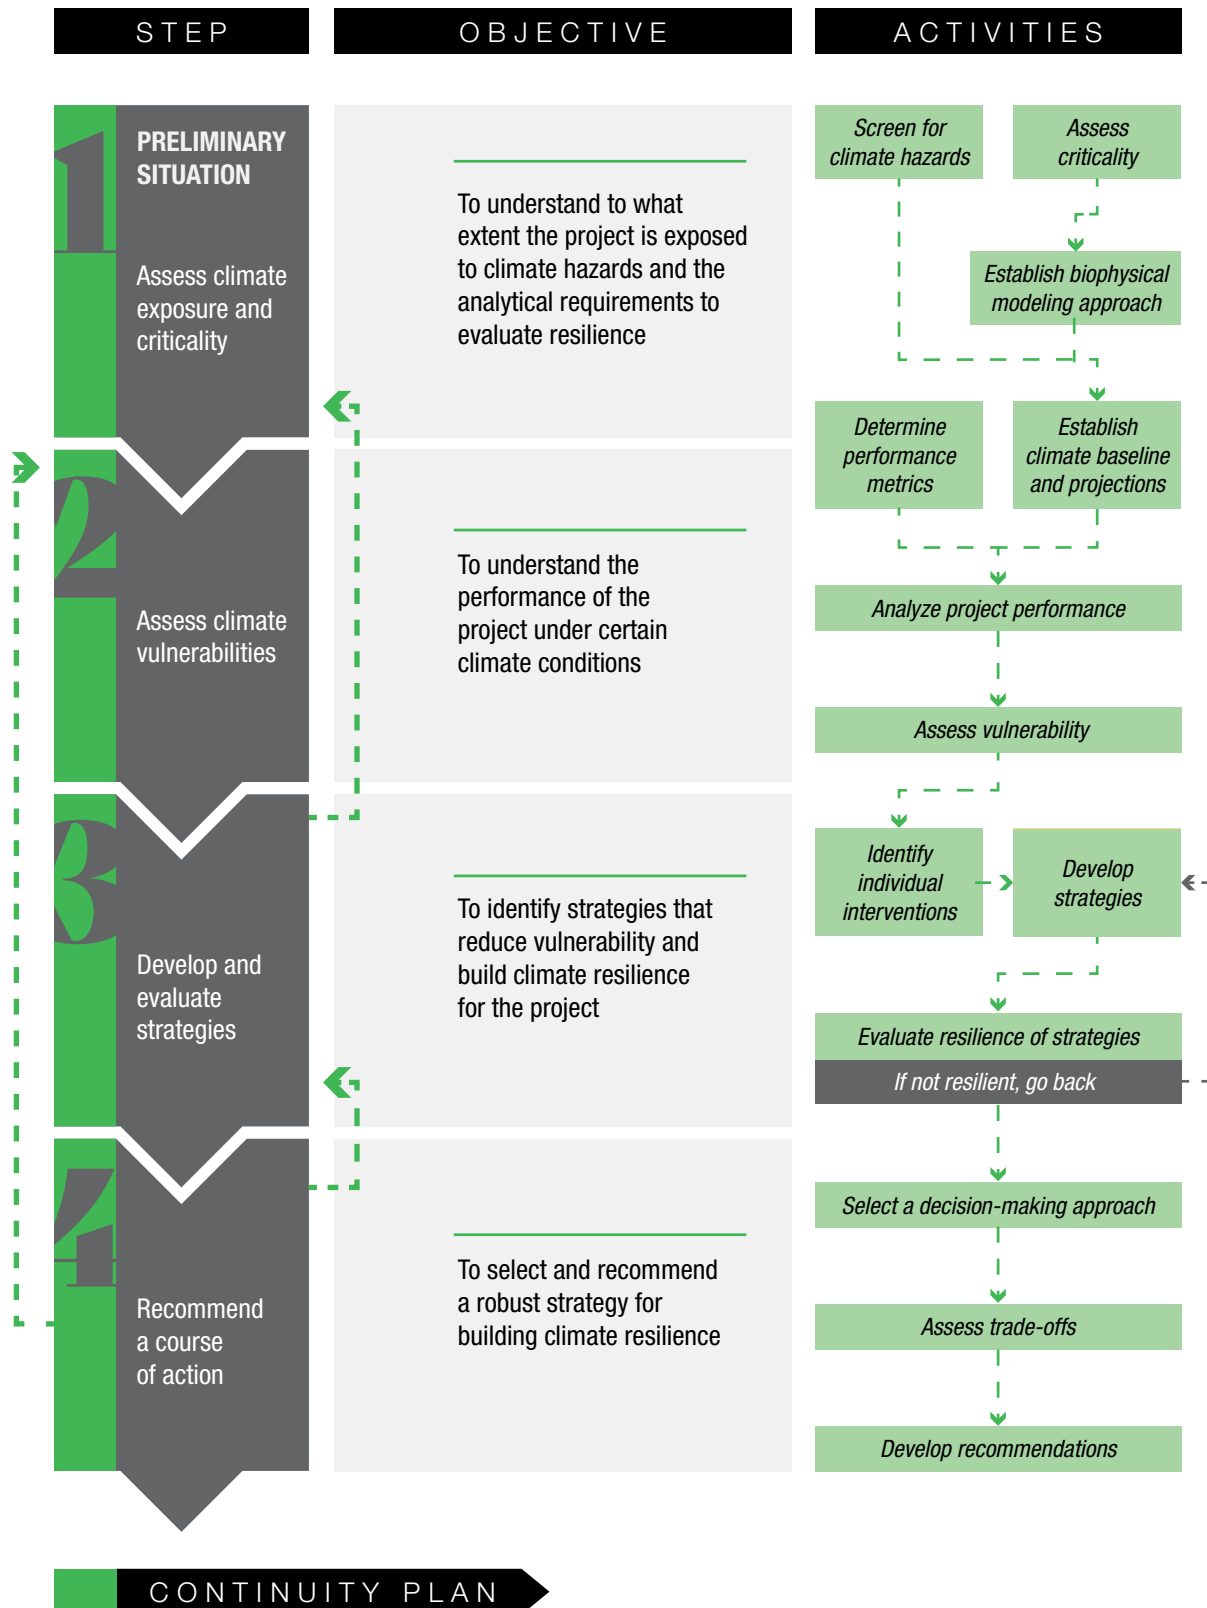 STEP
OBJECTIVE
ACTIVITIES
1
PRELIMINARY
SITUATION
Assess climate
exposure and
criticality
To understand to what
extent the project is exposed
to climate hazards and the
analytical requirements to
evaluate resilience
Screen for
climate hazards
Assess
criticality
Establish biophysical
modeling approach
2
Assess climate
vulnerabilities
To understand the
performance of the
project under certain
climate conditions
Determine
performance
metrics
Establish
climate baseline
and projections
Analyze project performance
Assess vulnerability
3
Develop and
evaluate
strategies
To identify strategies that
reduce vulnerability and
build climate resilience
for the project
Identify
individual
interventions
Develop
strategies
Evaluate resilience of strategies
If not resilient, go back
4
Recommend
a course
of action
To select and recommend
a robust strategy for
building climate resilience
Select a decision-making approach
Assess trade-offs
Develop recommendations
CONTINUITY PLAN